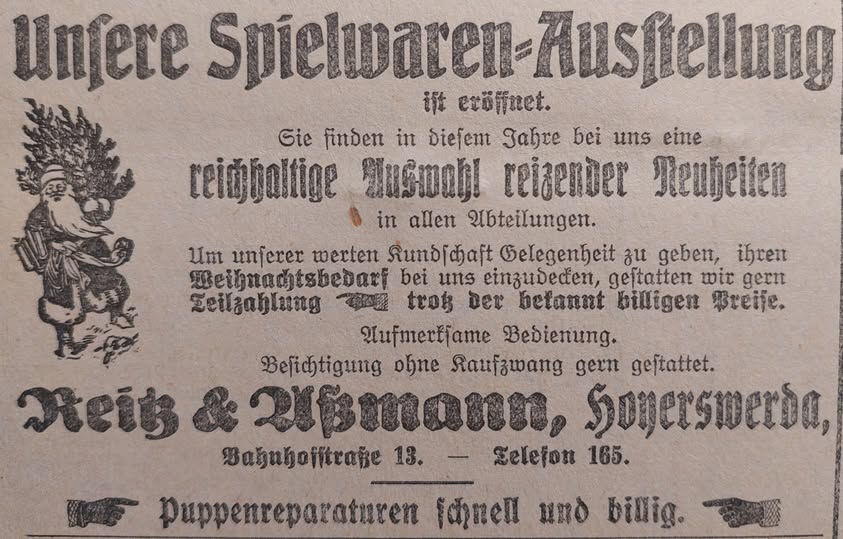 Unsere Spielwaren=Ausstellung
ist eröffnet.
Sie finden in diesem Jahre bei uns eine
reichhaltige Auswahl reizender Neuheiten
in allen Abteilungen.
Um unserer werten Kundschaft Gelegenheit zu geben, ihren
Weihnachtsbedarf bei uns einzudecken, gestatten wir gern
Teilzahlung trotz der bekannt billigen Preise.
Aufmerksame Bedienung.
Besichtigung ohne Kaufzwang gern gestattet.
Reitz & Aßmann, Hoyerswerda,
Bahnhofstraße 13. — Telefon 165.
Puppenreparaturen schnell und billig.